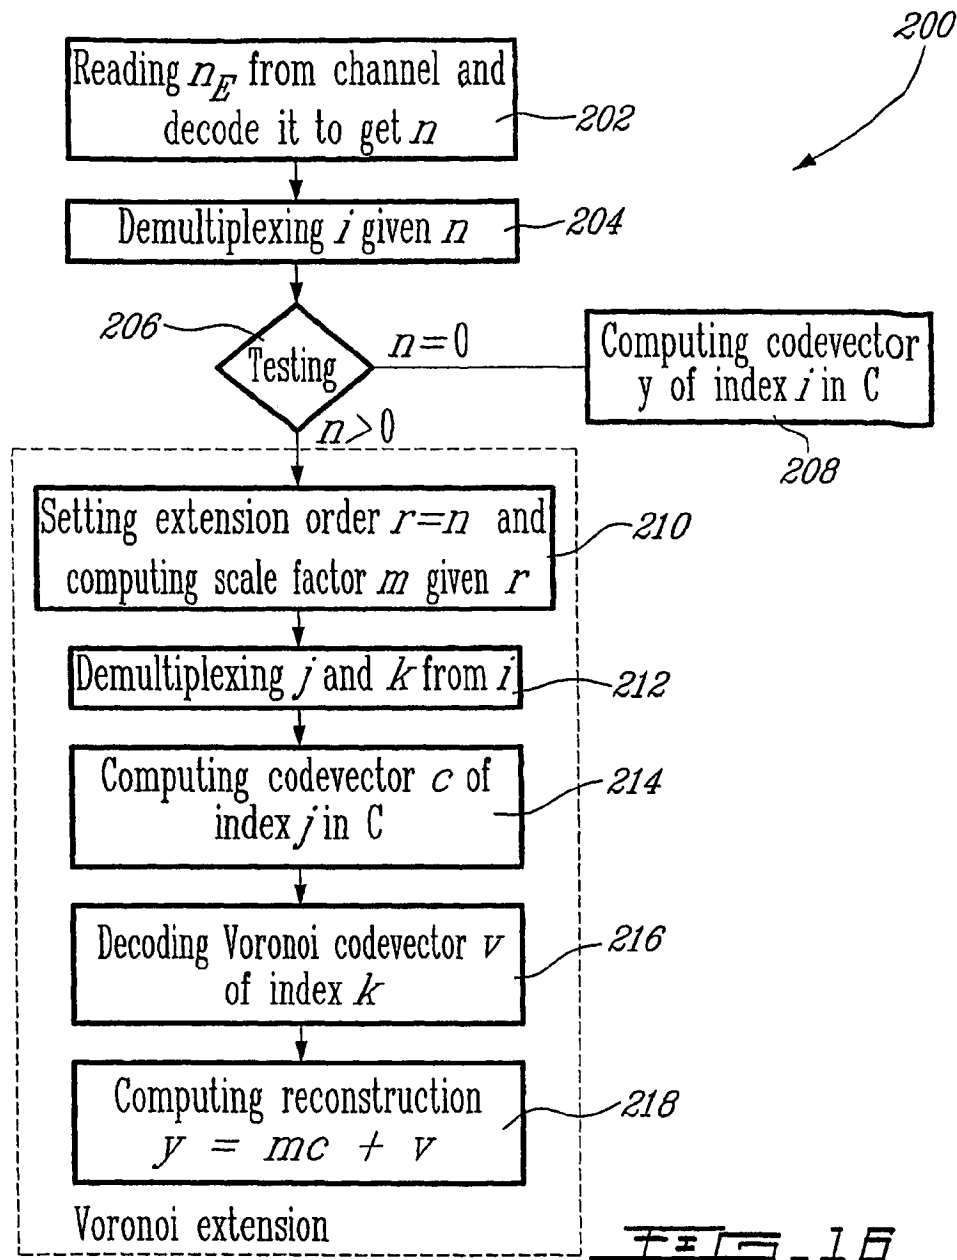 200
Reading n_E from channel and
decode it to get n
202
Demultiplexing i given n
204
206
Testing
n=0
Computing codevector
y of index i in C
208
n>0
Setting extension order r=n and
computing scale factor m given r
210
Demultiplexing j and k from i
212
Computing codevector c of
index j in C
214
Decoding Voronoi codevector v
of index k
216
Computing reconstruction
y = mc + v
218
Voronoi extension